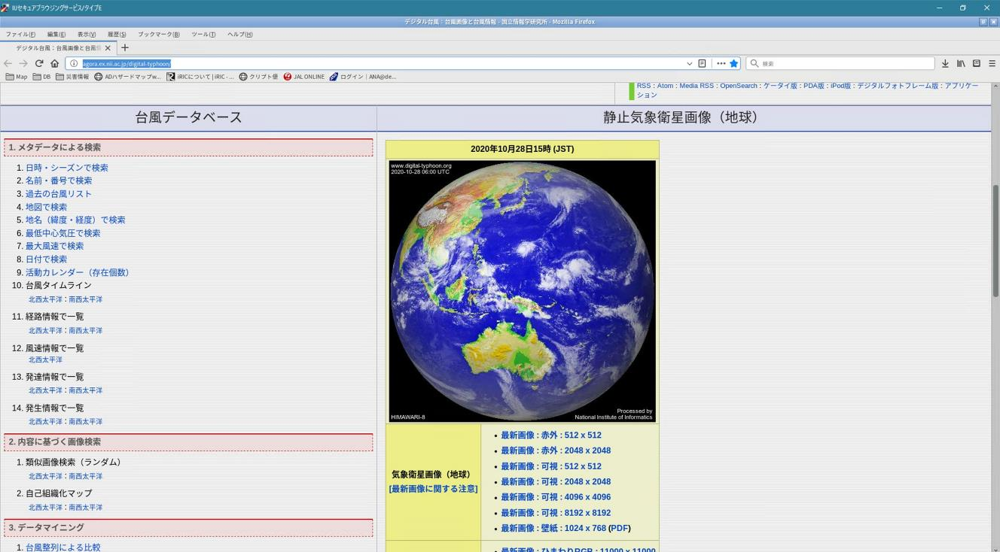 IUセキュアブラウジングサービス/タイプE
デジタル台風：台風画像と台風情報 - 国立情報学研究所 - Mozilla Firefox
ファイル(F) 編集(E) 表示(V) 履歴(S) ブックマーク(B) ツール(T) ヘルプ(H)
デジタル台風：台風画像と台風
agora.ex.nii.ac.jp/digital-typhoon/ 検索
Map DB 災害情報 ADハザードマップw... iRICについて | iRIC - ... クリプト便 JAL ONLINE ログイン｜ANA@de...
RSS : Atom : Media RSS : OpenSearch : ケータイ版 : PDA版 : iPod版 : デジタルフォトフレーム版 : アプリケー
ション
台風データベース
静止気象衛星画像（地球）
1. メタデータによる検索
1. 日時・シーズンで検索
2. 名前・番号で検索
3. 過去の台風リスト
4. 地図で検索
5. 地名（緯度・経度）で検索
6. 最低中心気圧で検索
7. 最大風速で検索
8. 日付で検索
9. 活動カレンダー（存在個数）
10. 台風タイムライン
北西太平洋：南西太平洋
11. 経路情報で一覧
北西太平洋：南西太平洋
12. 風速情報で一覧
北西太平洋
13. 発達情報で一覧
北西太平洋：南西太平洋
14. 発生情報で一覧
北西太平洋：南西太平洋
2. 内容に基づく画像検索
1. 類似画像検索（ランダム）
北西太平洋：南西太平洋
2. 自己組織化マップ
北西太平洋：南西太平洋
3. データマイニング
1. 台風整列による比較
2020年10月28日15時 (JST)
www.digital-typhoon.org
2020-10-28 06:00 UTC
HIMAWARI-8
Processed by
National Institute of Informatics
気象衛星画像（地球）
[最新画像に関する注意]
• 最新画像 : 赤外 : 512 x 512
• 最新画像 : 赤外 : 2048 x 2048
• 最新画像 : 可視 : 512 x 512
• 最新画像 : 可視 : 2048 x 2048
• 最新画像 : 可視 : 4096 x 4096
• 最新画像 : 可視 : 8192 x 8192
• 最新画像 : 壁紙 : 1024 x 768 (PDF)
• 最新画像 : ひまわりRGB : 11000 x 11000